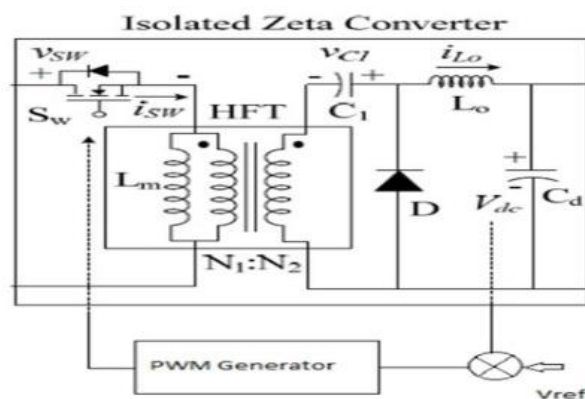 Isolated Zeta Converter
vSW
+
-
Sw
iSW
HFT
vC1
- +
C1
iLo
Lo
Lm
N1:N2
D
+
-
Vdc
Cd
PWM Generator
Vref